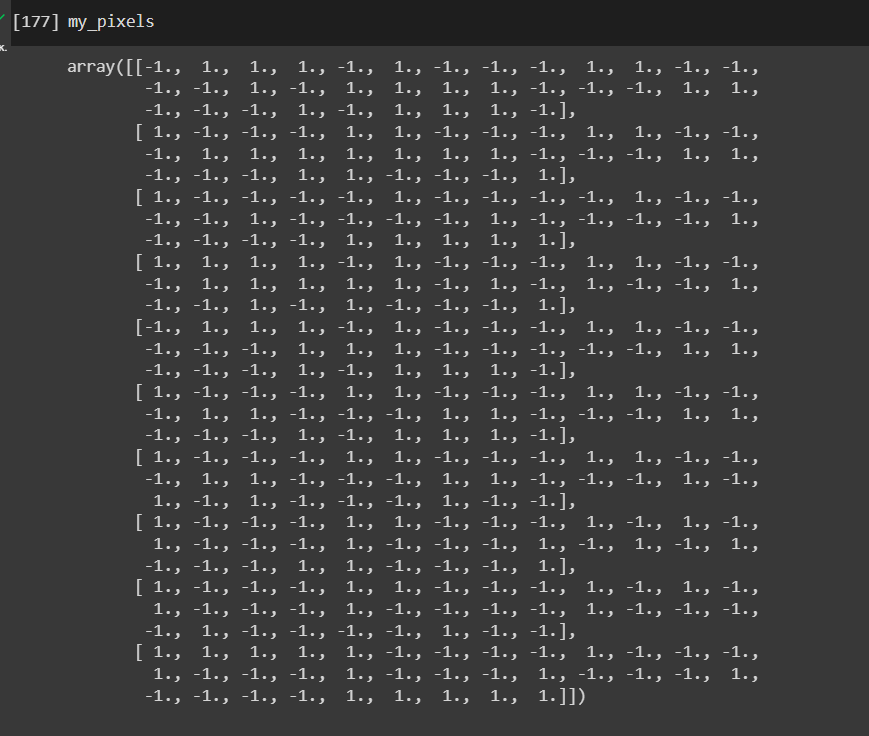 [177] my_pixels
array([[-1.,  1.,  1.,  1., -1.,  1., -1., -1., -1.,  1.,  1., -1., -1.,
        -1., -1.,  1., -1.,  1.,  1.,  1.,  1., -1., -1., -1.,  1.,  1.,
        -1., -1., -1.,  1., -1.,  1.,  1.,  1., -1.],
       [ 1., -1., -1., -1.,  1.,  1., -1., -1., -1.,  1.,  1., -1., -1.,
        -1.,  1.,  1.,  1.,  1.,  1.,  1.,  1., -1., -1., -1.,  1.,  1.,
        -1., -1., -1.,  1.,  1., -1., -1., -1.,  1.],
       [ 1., -1., -1., -1., -1.,  1., -1., -1., -1., -1.,  1., -1., -1.,
        -1., -1.,  1., -1., -1., -1., -1.,  1., -1., -1., -1., -1.,  1.,
        -1., -1., -1., -1.,  1.,  1.,  1.,  1.,  1.],
       [ 1.,  1.,  1.,  1., -1.,  1., -1., -1., -1.,  1.,  1., -1., -1.,
        -1.,  1.,  1.,  1.,  1.,  1., -1., -1.,  1.,  1., -1., -1.,  1.,
        -1., -1.,  1., -1.,  1., -1., -1., -1.,  1.],
       [-1.,  1.,  1.,  1., -1.,  1., -1., -1., -1.,  1.,  1., -1., -1.,
        -1., -1., -1.,  1.,  1.,  1., -1., -1., -1., -1., -1.,  1.,  1.,
        -1., -1., -1.,  1., -1.,  1.,  1.,  1., -1.],
       [ 1., -1., -1., -1.,  1.,  1., -1., -1., -1.,  1.,  1., -1., -1.,
        -1.,  1.,  1., -1., -1., -1.,  1.,  1., -1., -1., -1.,  1.,  1.,
        -1., -1., -1.,  1., -1.,  1.,  1.,  1., -1.],
       [ 1., -1., -1., -1.,  1.,  1., -1., -1., -1.,  1.,  1., -1., -1.,
        -1.,  1.,  1., -1., -1., -1.,  1.,  1., -1., -1., -1.,  1., -1.,
         1., -1.,  1., -1., -1., -1.,  1., -1., -1.],
       [ 1., -1., -1., -1.,  1.,  1., -1., -1., -1.,  1., -1.,  1., -1.,
         1., -1., -1., -1.,  1., -1., -1., -1.,  1., -1.,  1., -1.,  1.,
        -1., -1., -1.,  1.,  1., -1., -1., -1.,  1.],
       [ 1., -1., -1., -1.,  1.,  1., -1., -1., -1.,  1., -1.,  1., -1.,
         1., -1., -1., -1.,  1., -1., -1., -1., -1.,  1., -1., -1., -1.,
        -1.,  1., -1., -1., -1., -1.,  1., -1., -1.],
       [ 1.,  1.,  1.,  1.,  1., -1., -1., -1., -1.,  1., -1., -1., -1.,
         1., -1., -1., -1.,  1., -1., -1., -1.,  1., -1., -1., -1.,  1.,
        -1., -1., -1., -1.,  1.,  1.,  1.,  1.,  1.]])